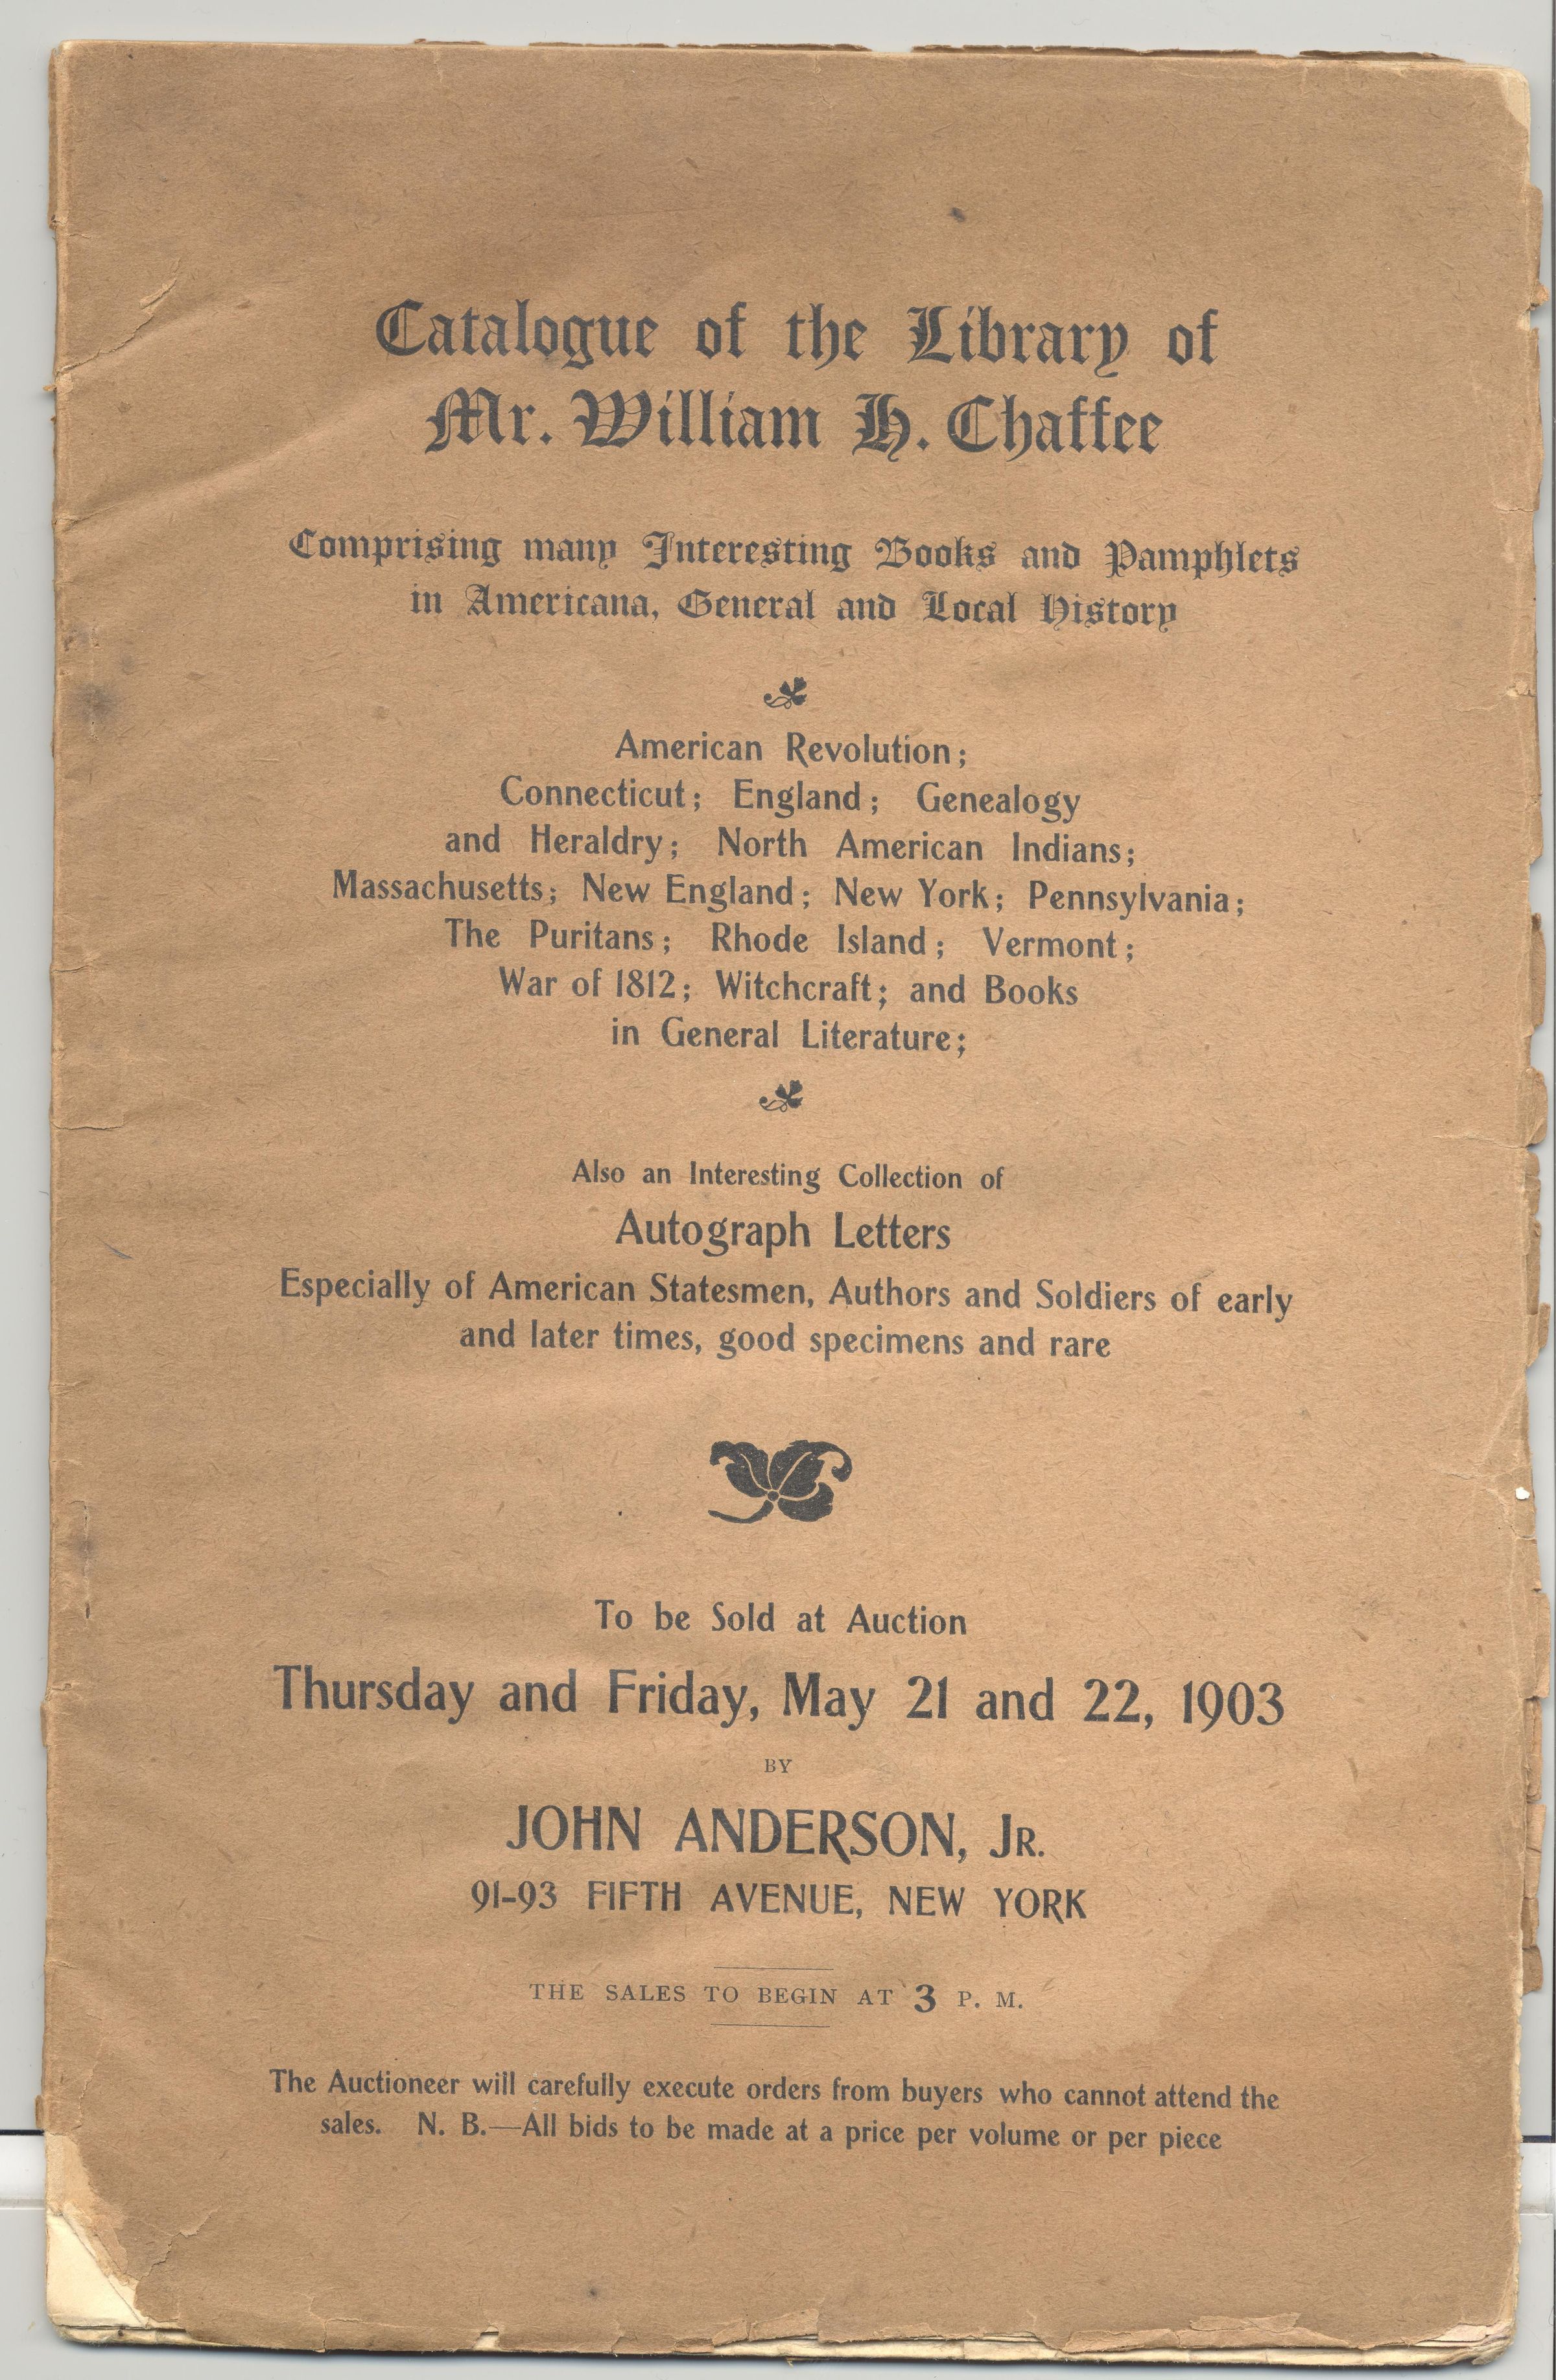 Catalogue of the Library of
Mr. William H. Chaffee
Comprising many Interesting Books and Pamphlets
in Americana, General and Local History
American Revolution;
Connecticut; England; Genealogy
and Heraldry; North American Indians;
Massachusetts; New England; New York; Pennsylvania;
The Puritans; Rhode Island; Vermont;
War of 1812; Witchcraft; and Books
in General Literature;
Also an Interesting Collection of
Autograph Letters
Especially of American Statesmen, Authors and Soldiers of early
and later times, good specimens and rare
To be Sold at Auction
Thursday and Friday, May 21 and 22, 1903
BY
JOHN ANDERSON, JR.
91-93 FIFTH AVENUE, NEW YORK
THE SALES TO BEGIN AT 3 P. M.
The Auctioneer will carefully execute orders from buyers who cannot attend the
sales. N. B.—All bids to be made at a price per volume or per piece